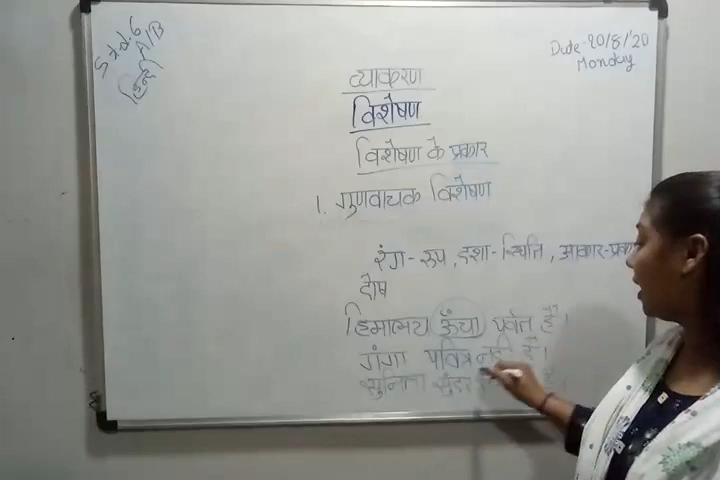 Std. 6
A/B
हिन्दी
Date-20/8/20
Monday
व्याकरण
विशेषण
विशेषण के प्रकार
1. गुणवाचक विशेषण
रंग-रूप, दशा-स्थिति, आकार-प्रकार
दोष
हिमालय ऊँचा पर्वत है।
गंगा पवित्र नदी है।
सुनिता सुंदर है।